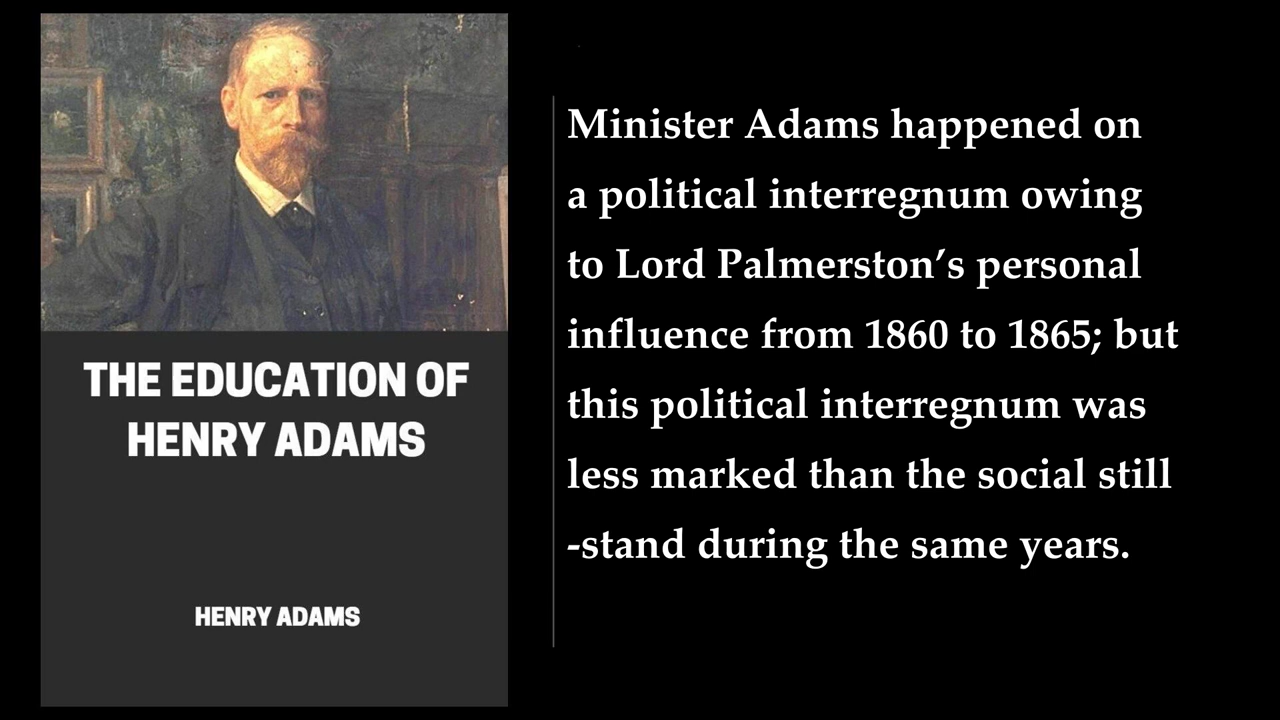 THE EDUCATION OF
HENRY ADAMS
HENRY ADAMS
Minister Adams happened on
a political interregnum owing
to Lord Palmerston’s personal
influence from 1860 to 1865; but
this political interregnum was
less marked than the social still
-stand during the same years.